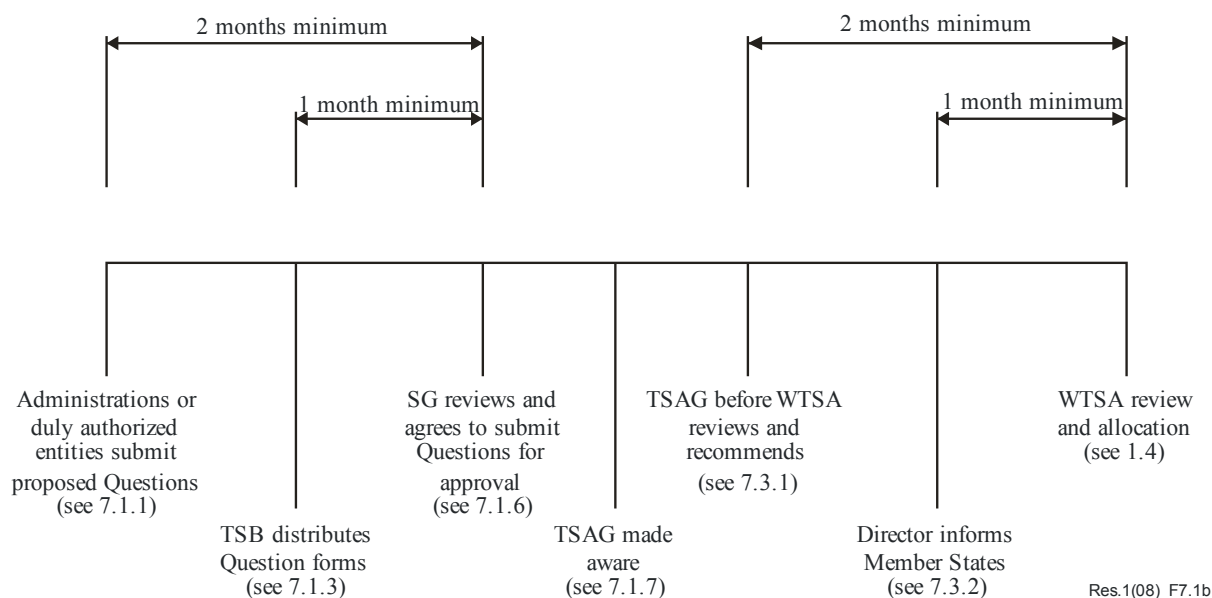 2 months minimum
2 months minimum
1 month minimum
1 month minimum
Administrations or
duly authorized
entities submit
proposed Questions
(see 7.1.1)
TSB distributes
Question forms
(see 7.1.3)
SG reviews and
agrees to submit
Questions for
approval
(see 7.1.6)
TSAG made
aware
(see 7.1.7)
TSAG before WTSA
reviews and
recommends
(see 7.3.1)
Director informs
Member States
(see 7.3.2)
WTSA review
and allocation
(see 1.4)
Res.1(08)_F7.1b